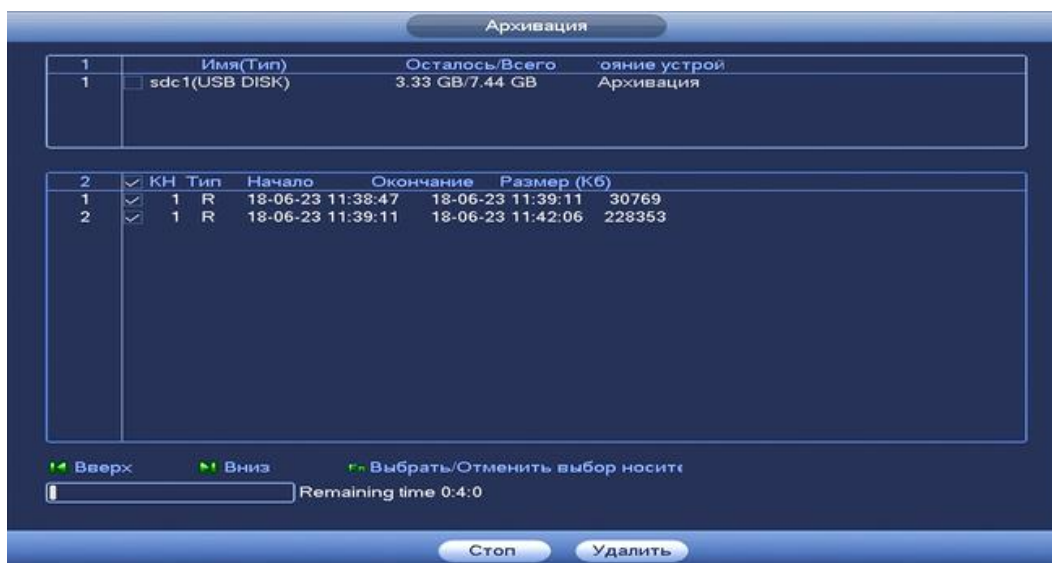 Архивация
1 Имя(Тип) Осталось/Всего ояние устрой
1 sdc1(USB DISK) 3.33 GB/7.44 GB Архивация
2 КН Тип Начало Окончание Размер (Кб)
1 1 R 18-06-23 11:38:47 18-06-23 11:39:11 30769
2 1 R 18-06-23 11:39:11 18-06-23 11:42:06 228353
Вверх Вниз Fn Выбрать/Отменить выбор носите
Remaining time 0:4:0
Стоп Удалить